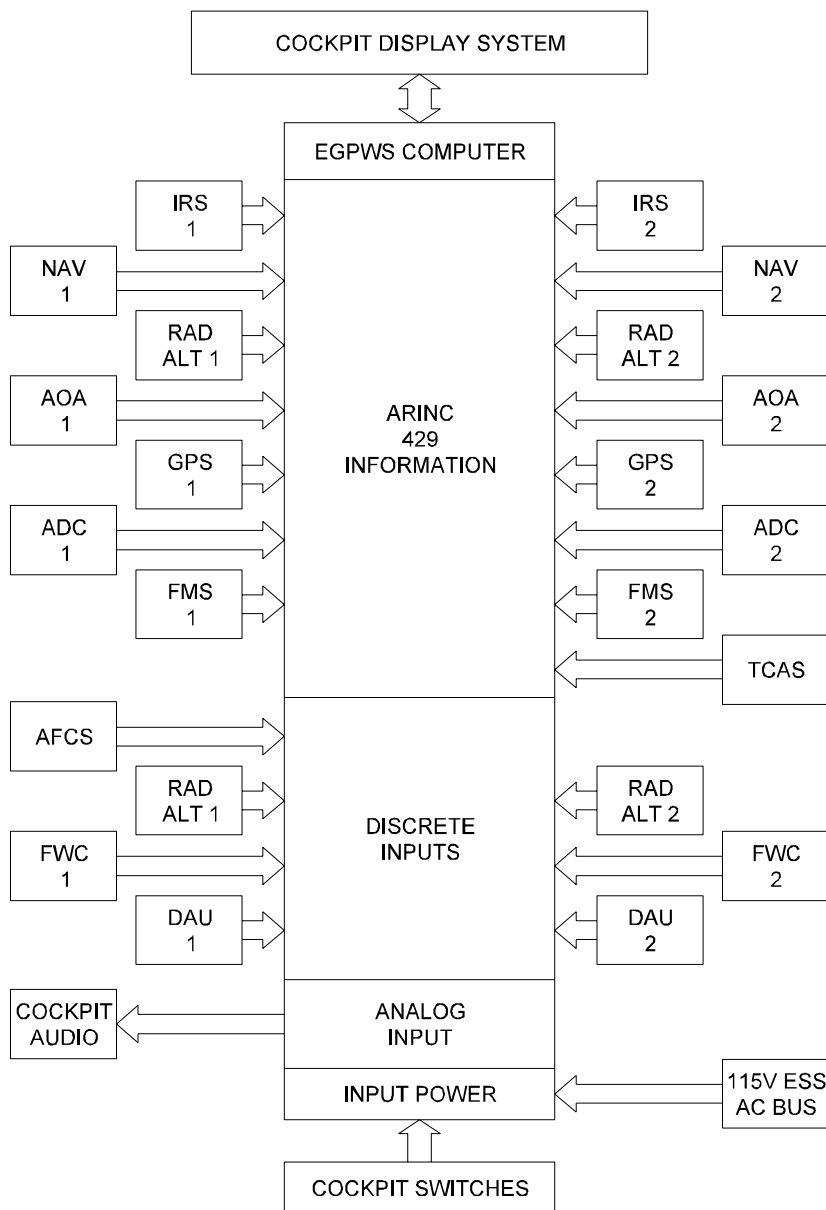 COCKPIT DISPLAY SYSTEM
EGPWS COMPUTER
IRS
1
IRS
2
NAV
1
NAV
2
RAD
ALT 1
RAD
ALT 2
AOA
1
ARINC
429
INFORMATION
AOA
2
GPS
1
GPS
2
ADC
1
ADC
2
FMS
1
FMS
2
TCAS
AFCS
RAD
ALT 1
RAD
ALT 2
DISCRETE
INPUTS
FWC
1
FWC
2
DAU
1
DAU
2
COCKPIT
AUDIO
ANALOG
INPUT
INPUT POWER
115V ESS
AC BUS
COCKPIT SWITCHES